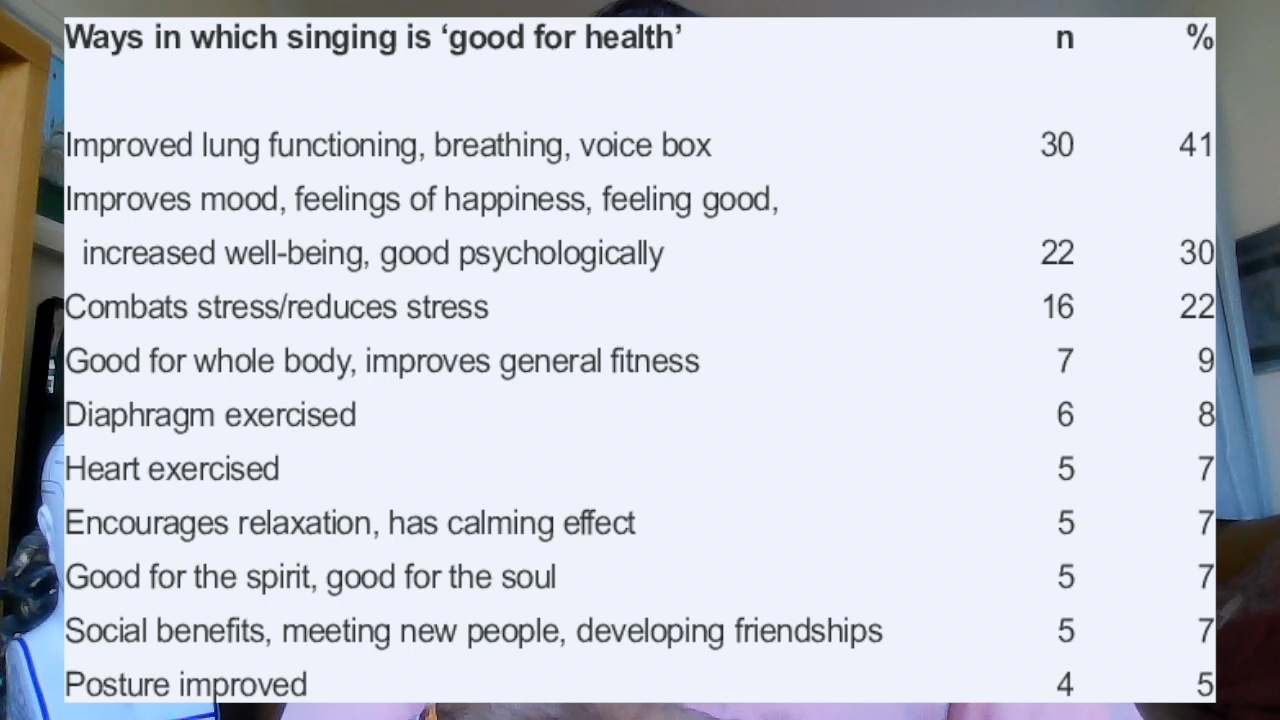 Ways in which singing is ‘good for health’ n %
Improved lung functioning, breathing, voice box 30 41
Improves mood, feelings of happiness, feeling good,
increased well-being, good psychologically 22 30
Combats stress/reduces stress 16 22
Good for whole body, improves general fitness 7 9
Diaphragm exercised 6 8
Heart exercised 5 7
Encourages relaxation, has calming effect 5 7
Good for the spirit, good for the soul 5 7
Social benefits, meeting new people, developing friendships 5 7
Posture improved 4 5